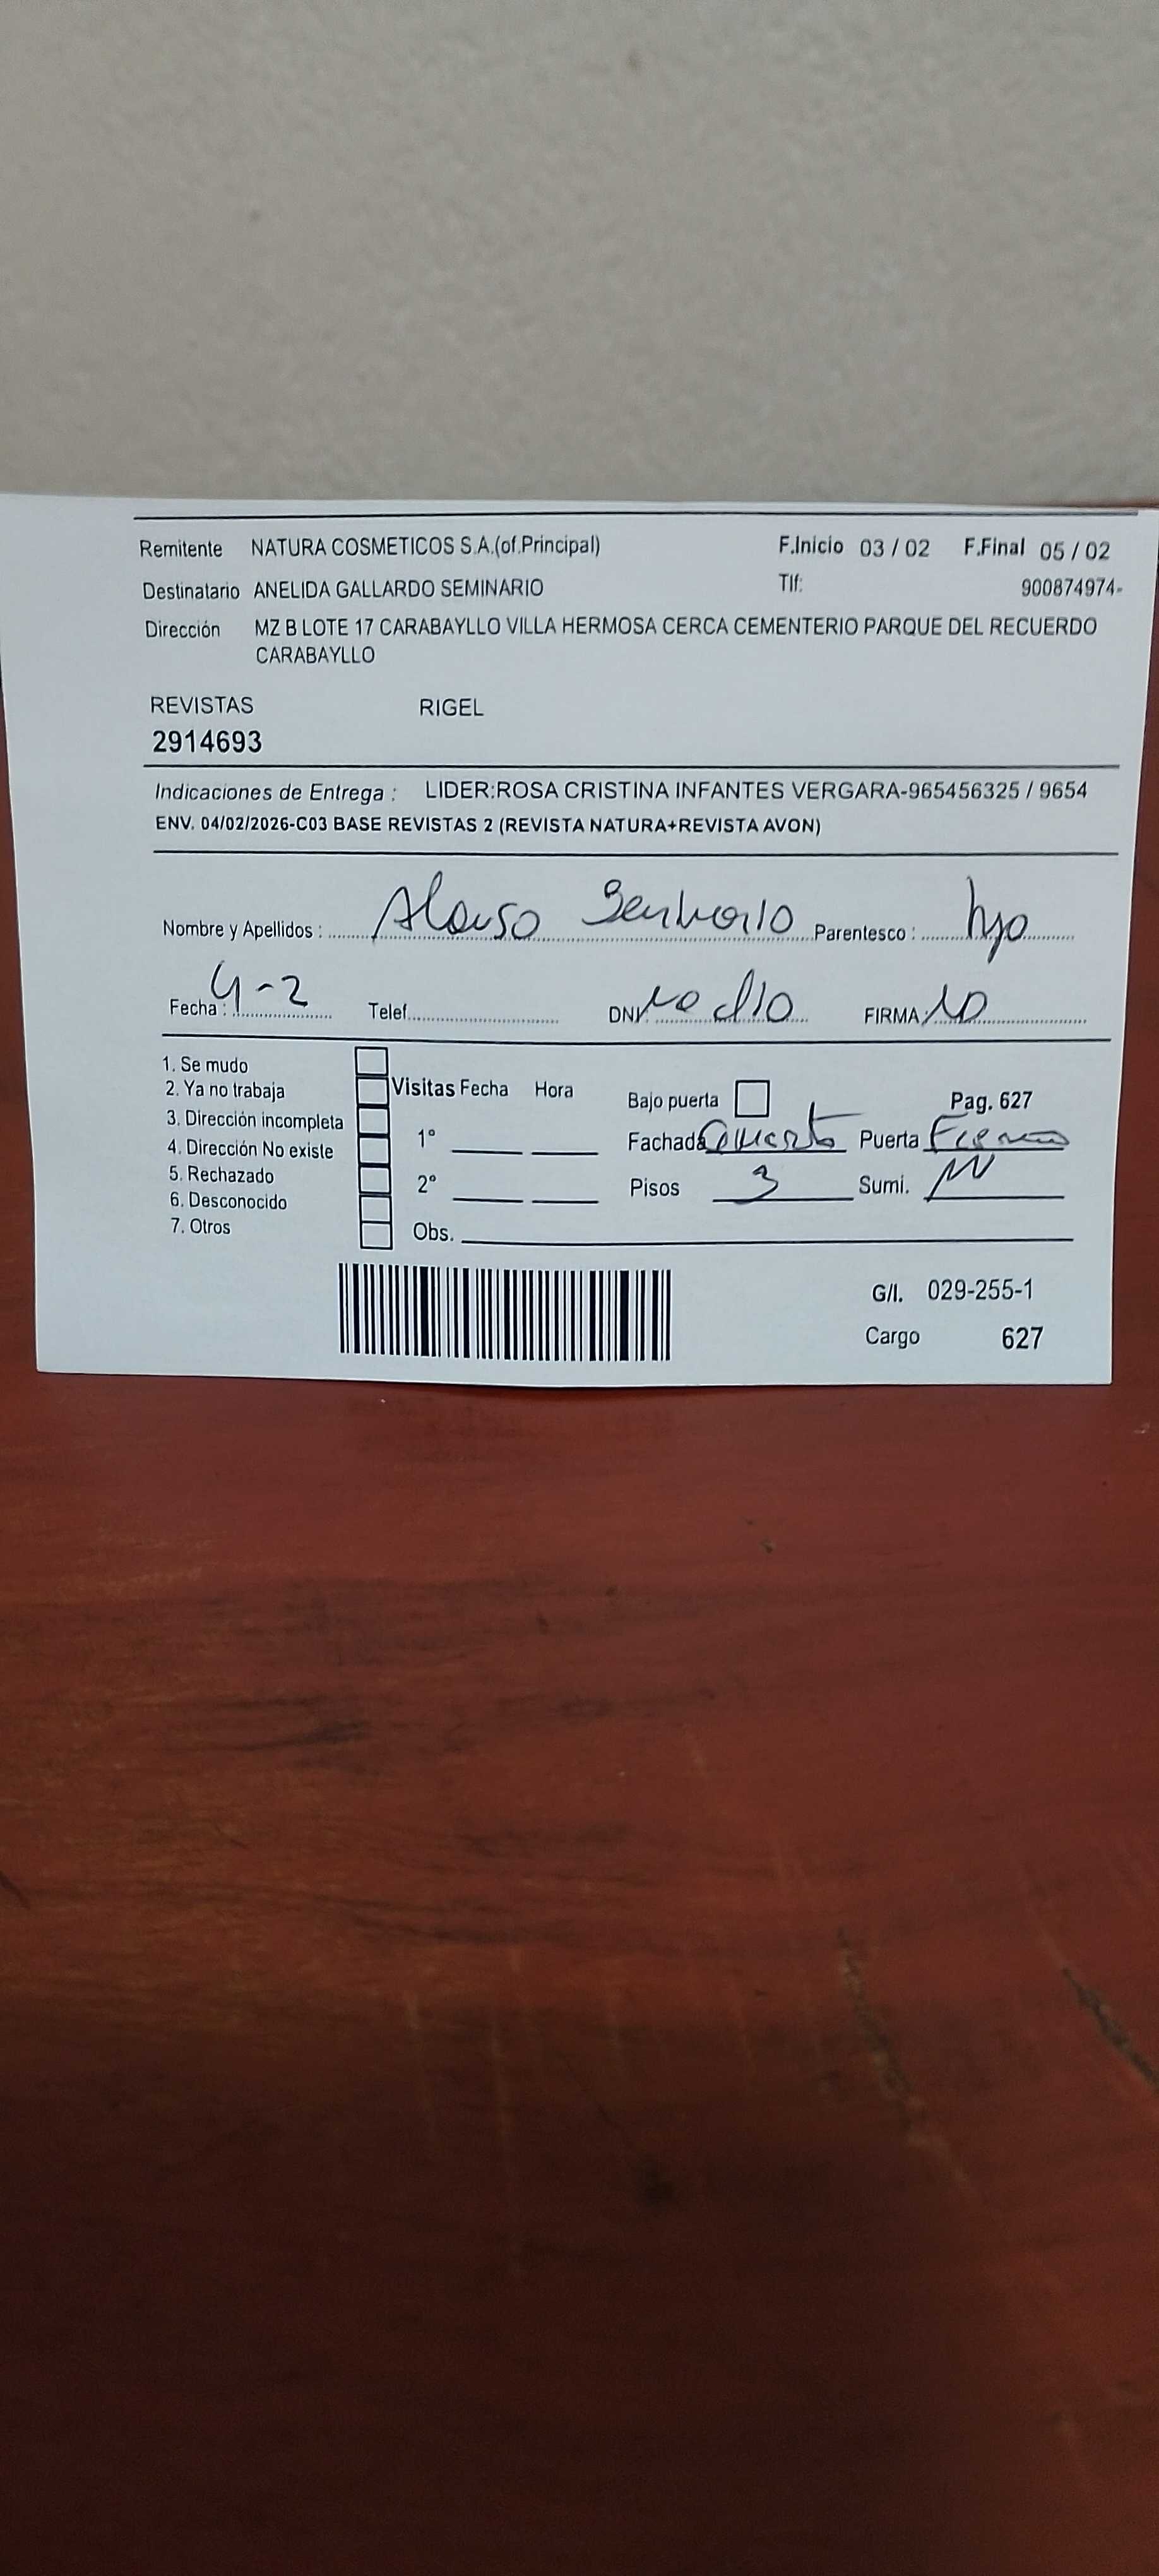 Remitente NATURA COSMETICOS S.A.(of.Principal) F.Inicio 03 / 02 F.Final 05 / 02
Destinatario ANELIDA GALLARDO SEMINARIO Tlf: 900874974-
Dirección MZ B LOTE 17 CARABAYLLO VILLA HERMOSA CERCA CEMENTERIO PARQUE DEL RECUERDO
CARABAYLLO
REVISTAS RIGEL
2914693
Indicaciones de Entrega : LIDER:ROSA CRISTINA INFANTES VERGARA-965456325 / 9654
ENV. 04/02/2026-C03 BASE REVISTAS 2 (REVISTA NATURA+REVISTA AVON)
Nombre y Apellidos : Alonso Parentesco : hijo
Fecha : 4-2 Telef. DNI No dio FIRMA: NO
1. Se mudo
2. Ya no trabaja Visitas Fecha Hora Bajo puerta Pag. 627
3. Dirección incompleta 1° Fachada Puerta Fierro
4. Dirección No existe
5. Rechazado 2° Pisos 3 Sumi.
6. Desconocido
7. Otros Obs.
G/I. 029-255-1
Cargo 627